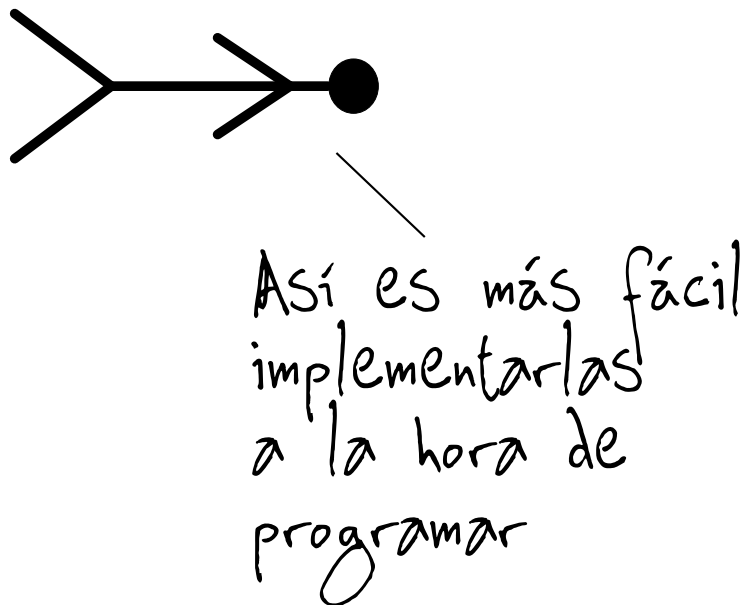 Así es más fácil
implementarlas
a la hora de
programar